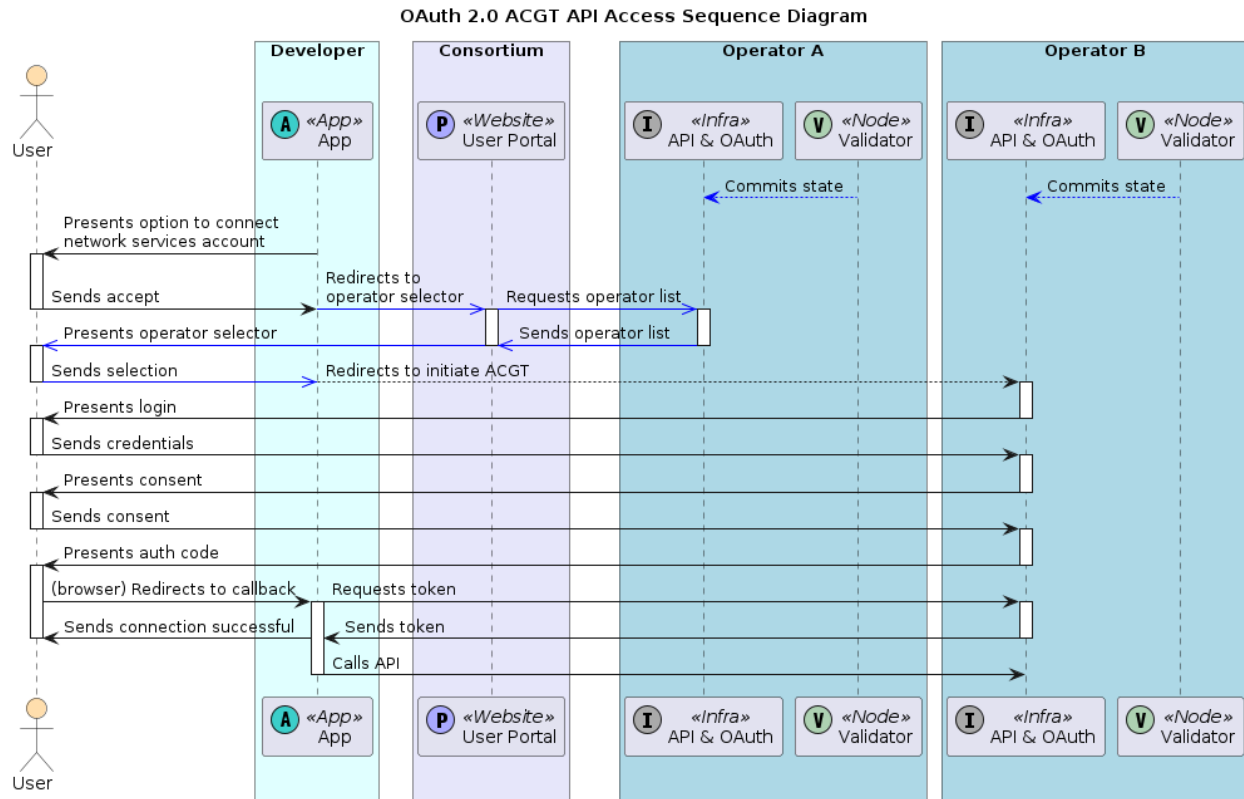 OAuth 2.0 ACGT API Access Sequence Diagram
Developer
Consortium
Operator A
Operator B
User
A «App»
App
P «Website»
User Portal
I «Infra»
API & OAuth
V «Node»
Validator
I «Infra»
API & OAuth
V «Node»
Validator
Commits state
Commits state
Presents option to connect
network services account
Sends accept
Redirects to
operator selector
Requests operator list
Presents operator selector
Sends operator list
Sends selection
Redirects to initiate ACGT
Presents login
Sends credentials
Presents consent
Sends consent
Presents auth code
(browser) Redirects to callback
Requests token
Sends connection successful
Sends token
Calls API
User
A «App»
App
P «Website»
User Portal
I «Infra»
API & OAuth
V «Node»
Validator
I «Infra»
API & OAuth
V «Node»
Validator